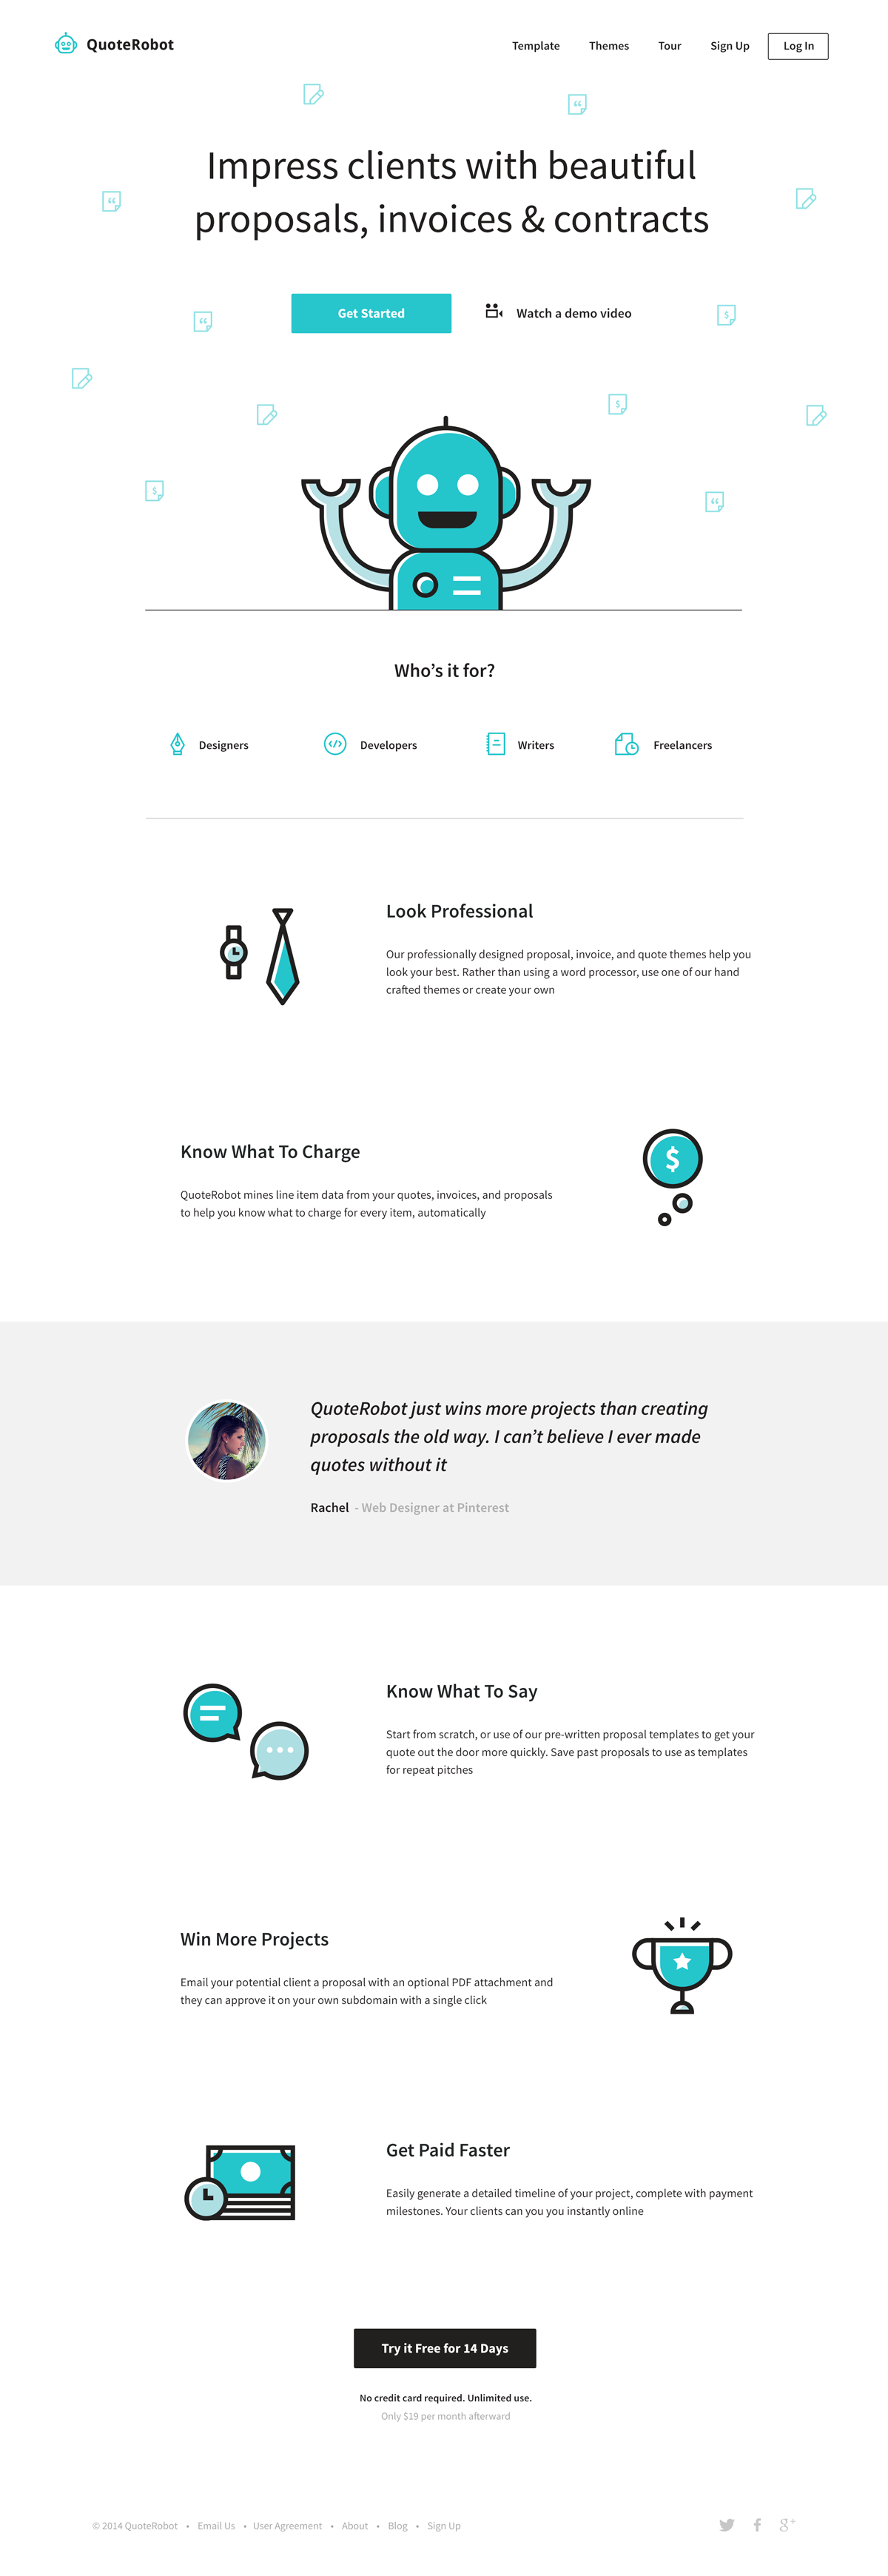 QuoteRobot
Template Themes Tour Sign Up Log In
Impress clients with beautiful
proposals, invoices & contracts
Get Started
Watch a demo video
Who’s it for?
Designers
Developers
Writers
Freelancers
Look Professional
Our professionally designed proposal, invoice, and quote themes help you
look your best. Rather than using a word processor, use one of our hand
crafted themes or create your own
Know What To Charge
QuoteRobot mines line item data from your quotes, invoices, and proposals
to help you know what to charge for every item, automatically
$
QuoteRobot just wins more projects than creating
proposals the old way. I can’t believe I ever made
quotes without it
Rachel - Web Designer at Pinterest
Know What To Say
Start from scratch, or use of our pre-written proposal templates to get your
quote out the door more quickly. Save past proposals to use as templates
for repeat pitches
Win More Projects
Email your potential client a proposal with an optional PDF attachment and
they can approve it on your own subdomain with a single click
Get Paid Faster
Easily generate a detailed timeline of your project, complete with payment
milestones. Your clients can you you instantly online
Try it Free for 14 Days
No credit card required. Unlimited use.
Only $19 per month afterward
© 2014 QuoteRobot • Email Us • User Agreement • About • Blog • Sign Up